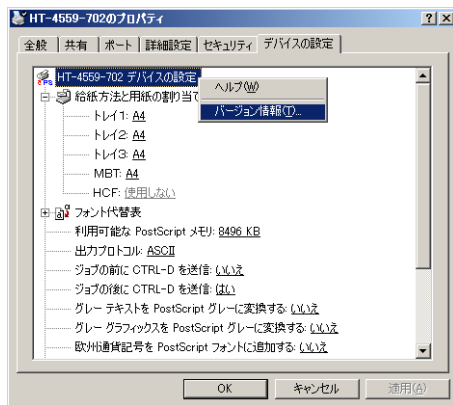 HT-4559-702のプロパティ
全般 共有 ポート 詳細設定 セキュリティ デバイスの設定
HT-4559-702 デバイスの設定
ヘルプ(W)
給紙方法と用紙の割り当て
バージョン情報(T)...
トレイ1: A4
トレイ2: A4
トレイ3: A4
MBT: A4
HCF: 使用しない
フォント代替表
利用可能な PostScript メモリ: 8496 KB
出力プロトコル: ASCII
ジョブの前に CTRL-D を送信: いいえ
ジョブの後に CTRL-D を送信: はい
グレー テキストを PostScript グレーに変換する: いいえ
グレー グラフィックスを PostScript グレーに変換する: いいえ
欧州通貨記号を PostScript フォントに追加する: いいえ
OK キャンセル 適用(A)